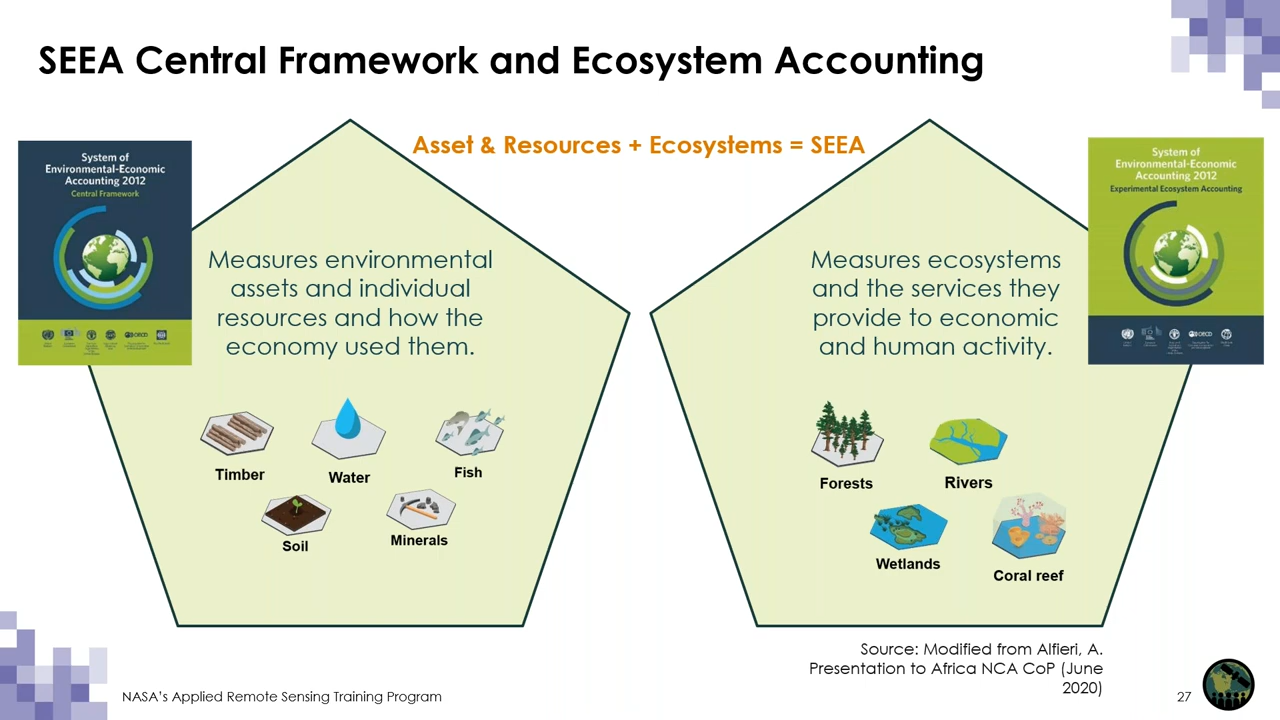 SEEA Central Framework and Ecosystem Accounting
Asset & Resources + Ecosystems = SEEA
System of
Environmental-Economic
Accounting 2012
Central Framework
Measures environmental
assets and individual
resources and how the
economy used them.
Timber
Water
Fish
Soil
Minerals
System of
Environmental-Economic
Accounting 2012
Experimental Ecosystem Accounting
Measures ecosystems
and the services they
provide to economic
and human activity.
Forests
Rivers
Wetlands
Coral reef
Source: Modified from Alfieri, A.
Presentation to Africa NCA CoP (June
2020)
NASA's Applied Remote Sensing Training Program
27